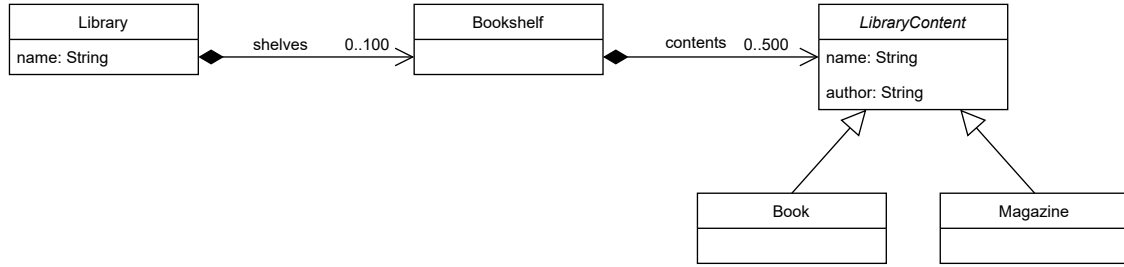 Library
name: String
shelves
0..100
Bookshelf
contents
0..500
LibraryContent
name: String
author: String
Book
Magazine